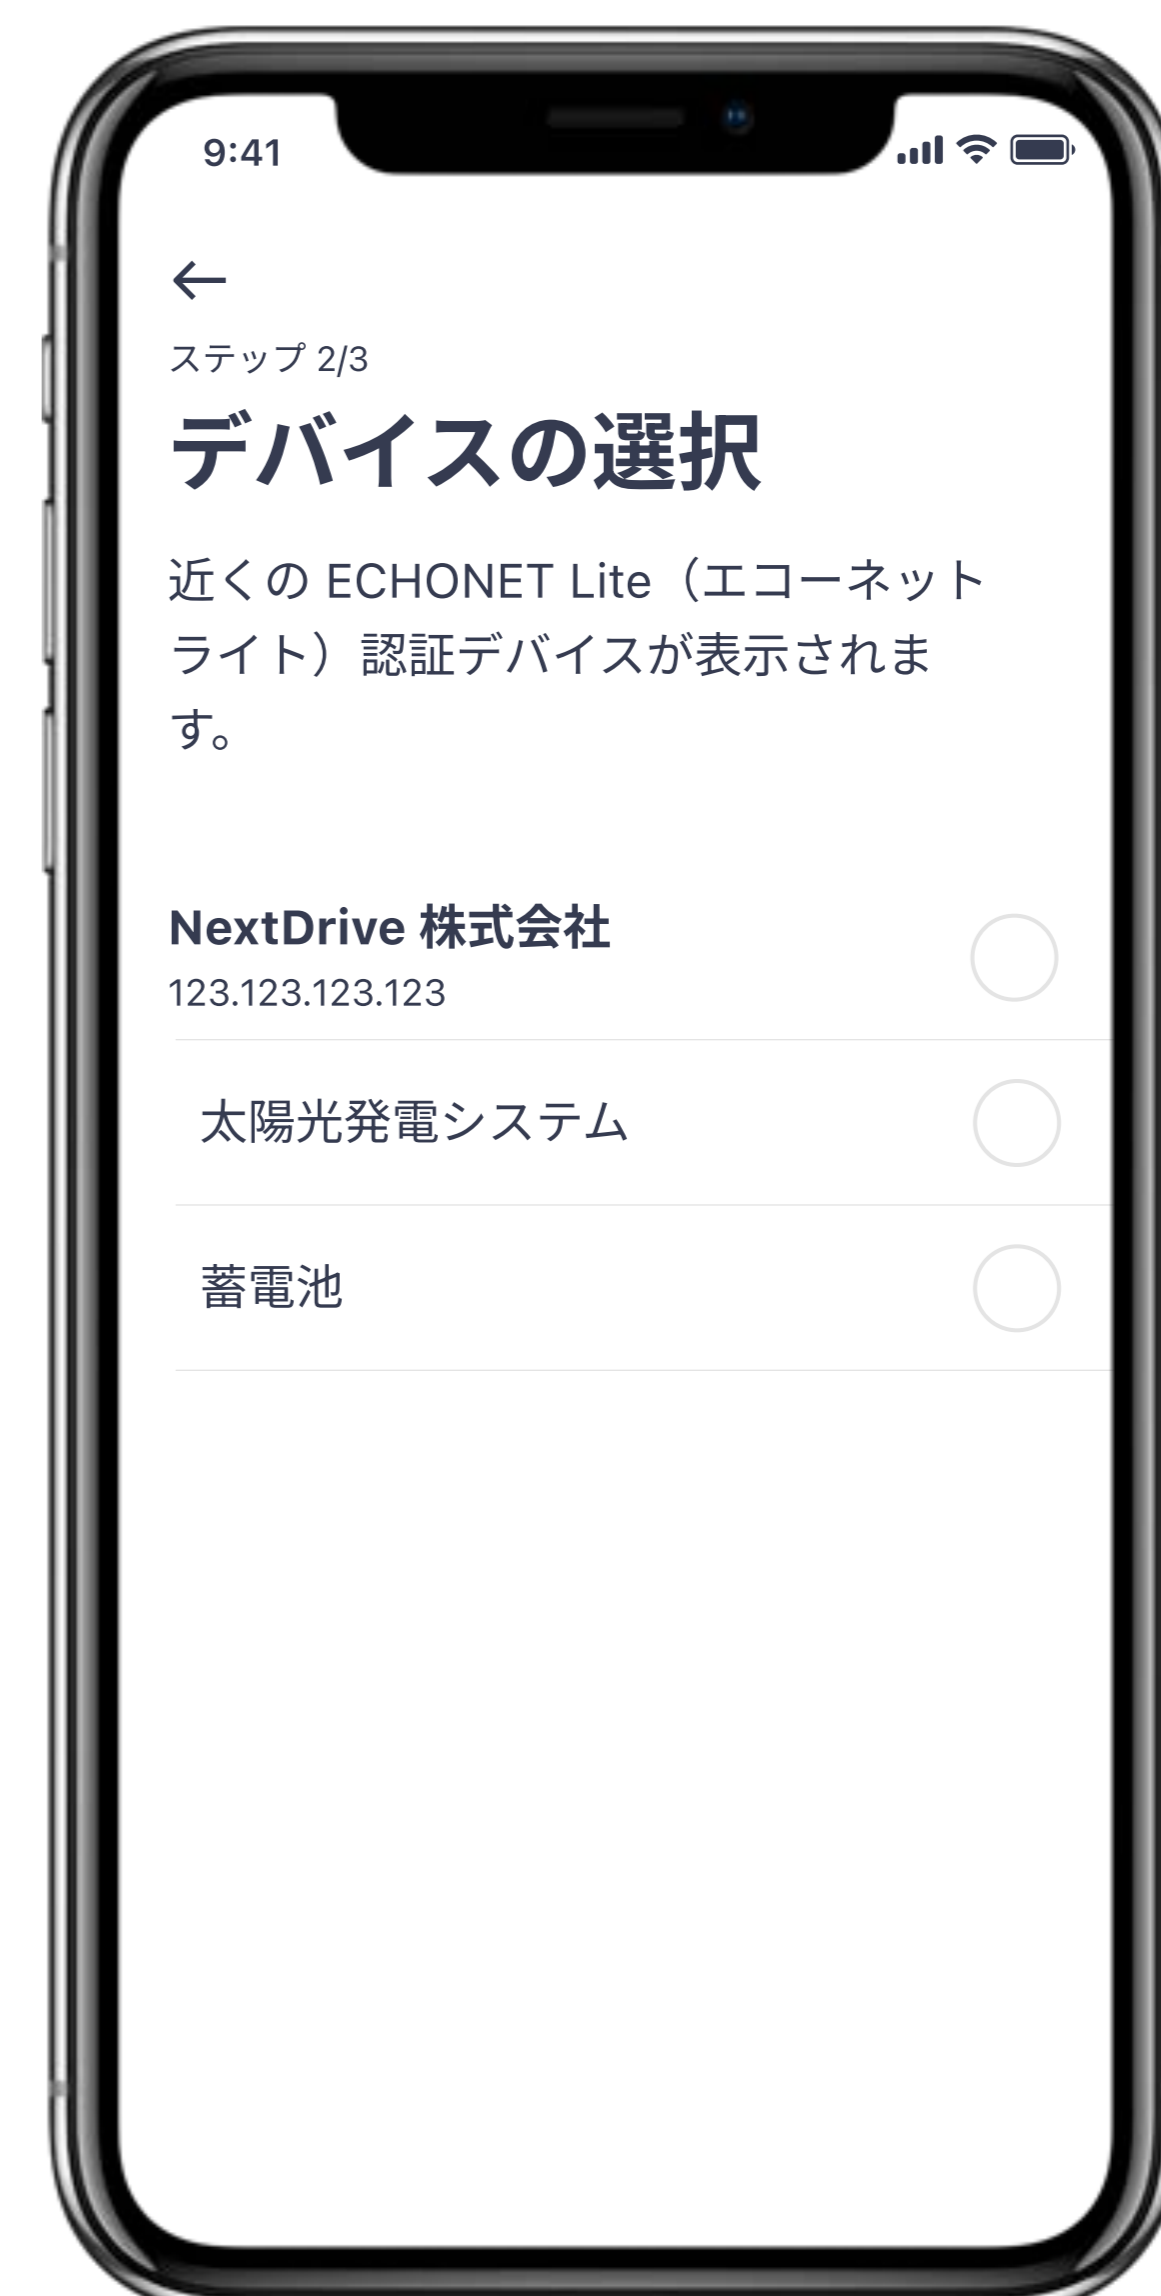 9:41
ステップ 2/3
デバイスの選択
近くの ECHONET Lite（エコーネット
ライト）認証デバイスが表示されま
す。
NextDrive 株式会社
123.123.123.123
太陽光発電システム
蓄電池